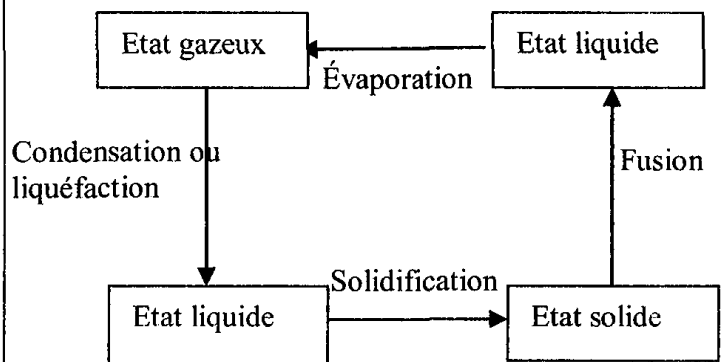 Etat gazeux
Etat liquide
Évaporation
Condensation ou
liquéfaction
Fusion
Solidification
Etat liquide
Etat solide